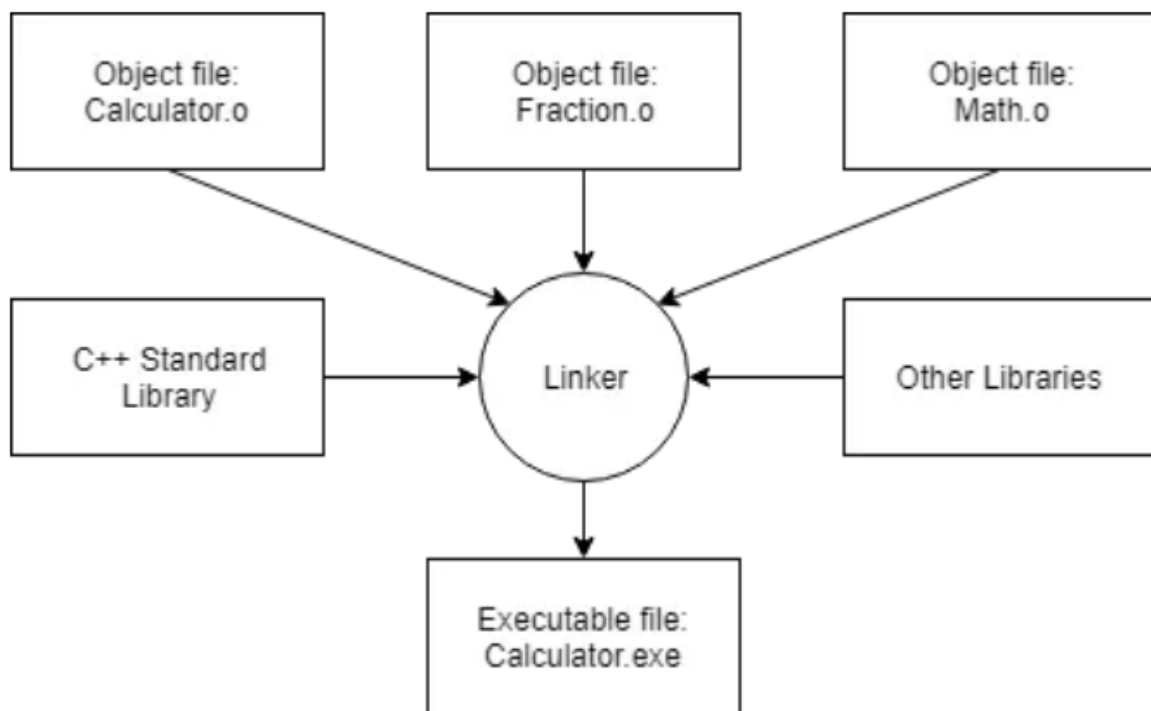 Object file:
Calculator.o
Object file:
Fraction.o
Object file:
Math.o
C++ Standard
Library
Linker
Other Libraries
Executable file:
Calculator.exe